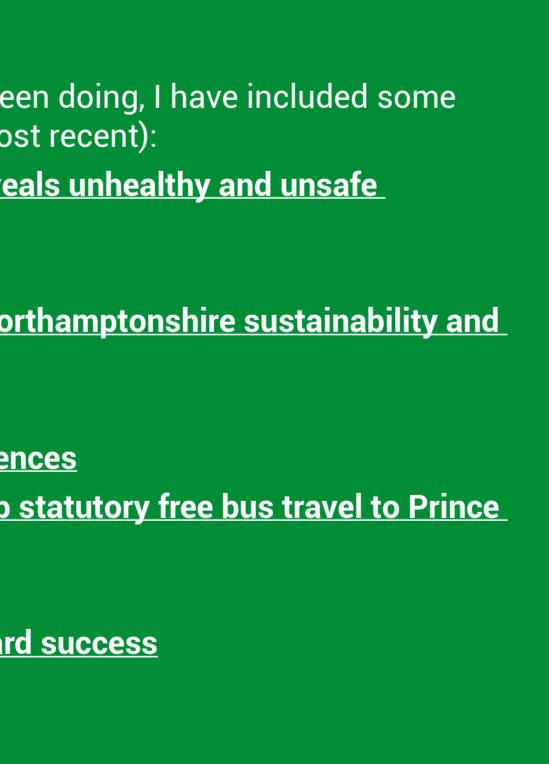 een doing, I have included some
ost recent):
eals unhealthy and unsafe
orthamptonshire sustainability and
ences
statutory free bus travel to Prince
ard success